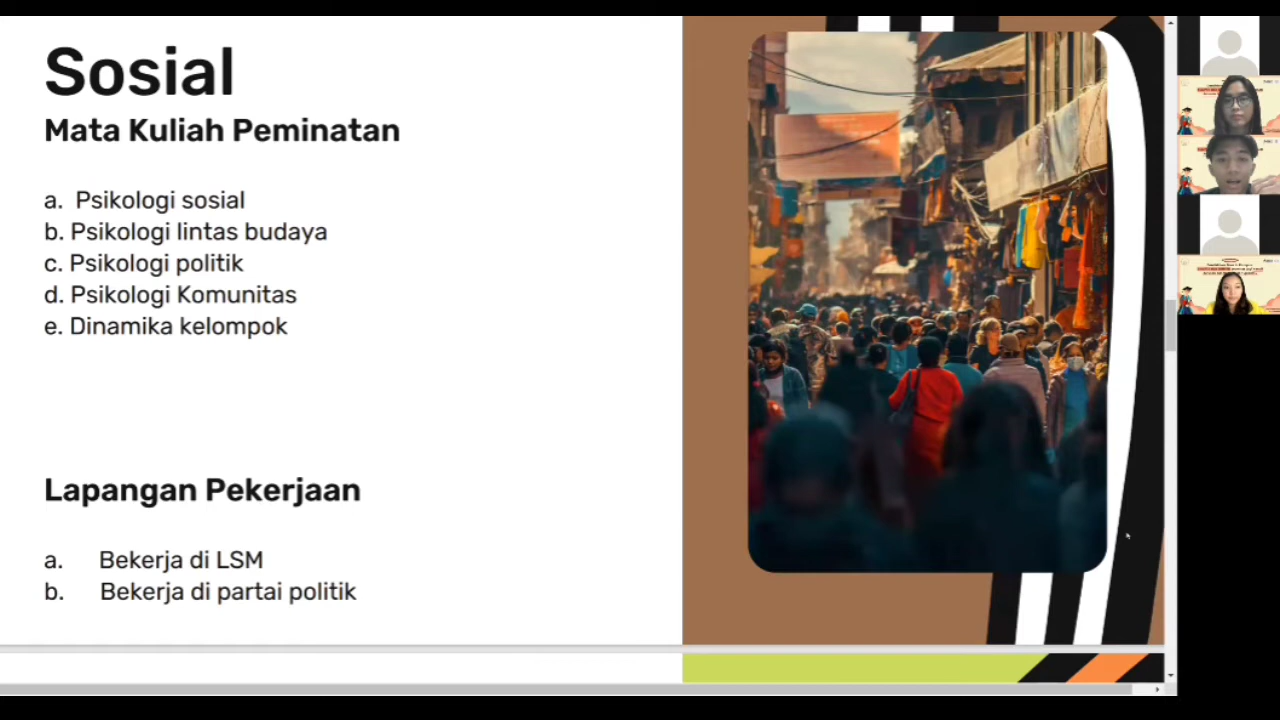 Sosial
Mata Kuliah Peminatan
a. Psikologi sosial
b. Psikologi lintas budaya
c. Psikologi politik
d. Psikologi Komunitas
e. Dinamika kelompok
Lapangan Pekerjaan
a. Bekerja di LSM
b. Bekerja di partai politik